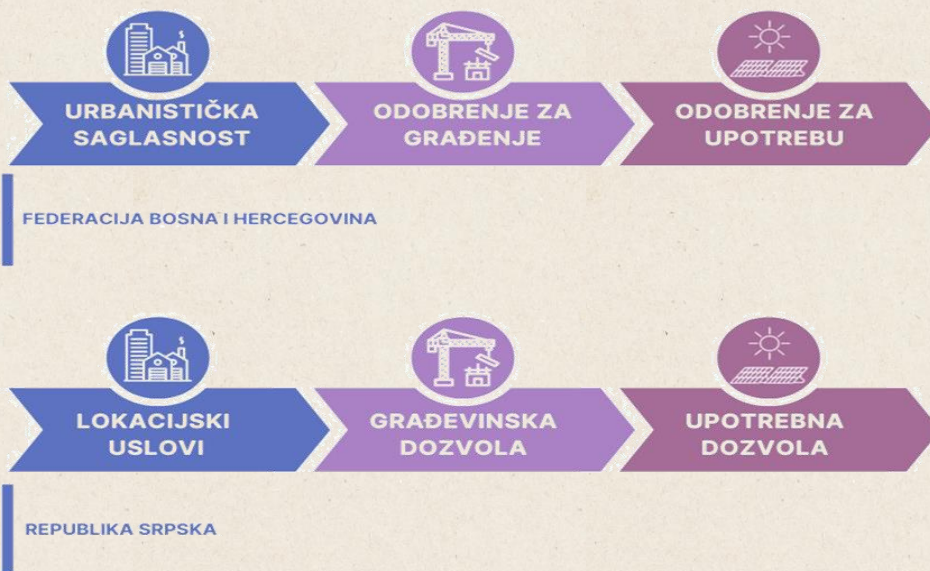 URBANISTIČKA
SAGLASNOST
ODOBRENJE ZA
GRAĐENJE
ODOBRENJE ZA
UPOTREBU
FEDERACIJA BOSNA I HERCEGOVINA
LOKACIJSKI
USLOVI
GRAĐEVINSKA
DOZVOLA
UPOTREBNA
DOZVOLA
REPUBLIKA SRPSKA